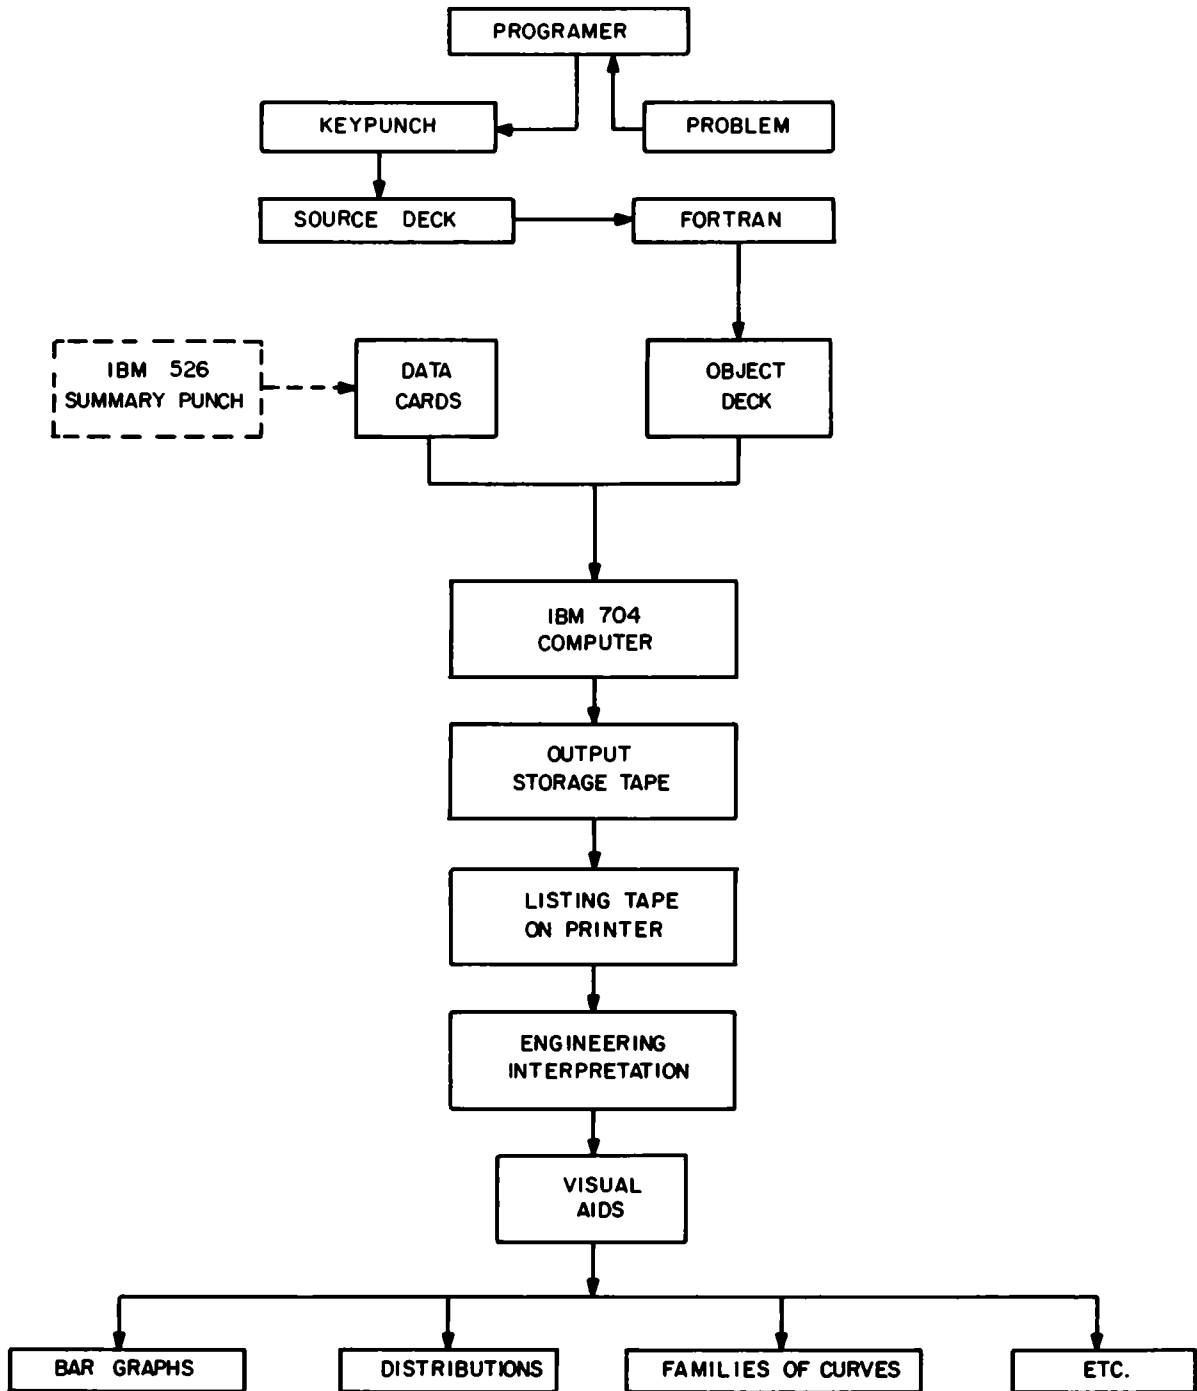 PROGRAMER
KEYPUNCH
PROBLEM
SOURCE DECK
FORTRAN
IBM 526
SUMMARY PUNCH
DATA
CARDS
OBJECT
DECK
IBM 704
COMPUTER
OUTPUT
STORAGE TAPE
LISTING TAPE
ON PRINTER
ENGINEERING
INTERPRETATION
VISUAL
AIDS
BAR GRAPHS
DISTRIBUTIONS
FAMILIES OF CURVES
ETC.